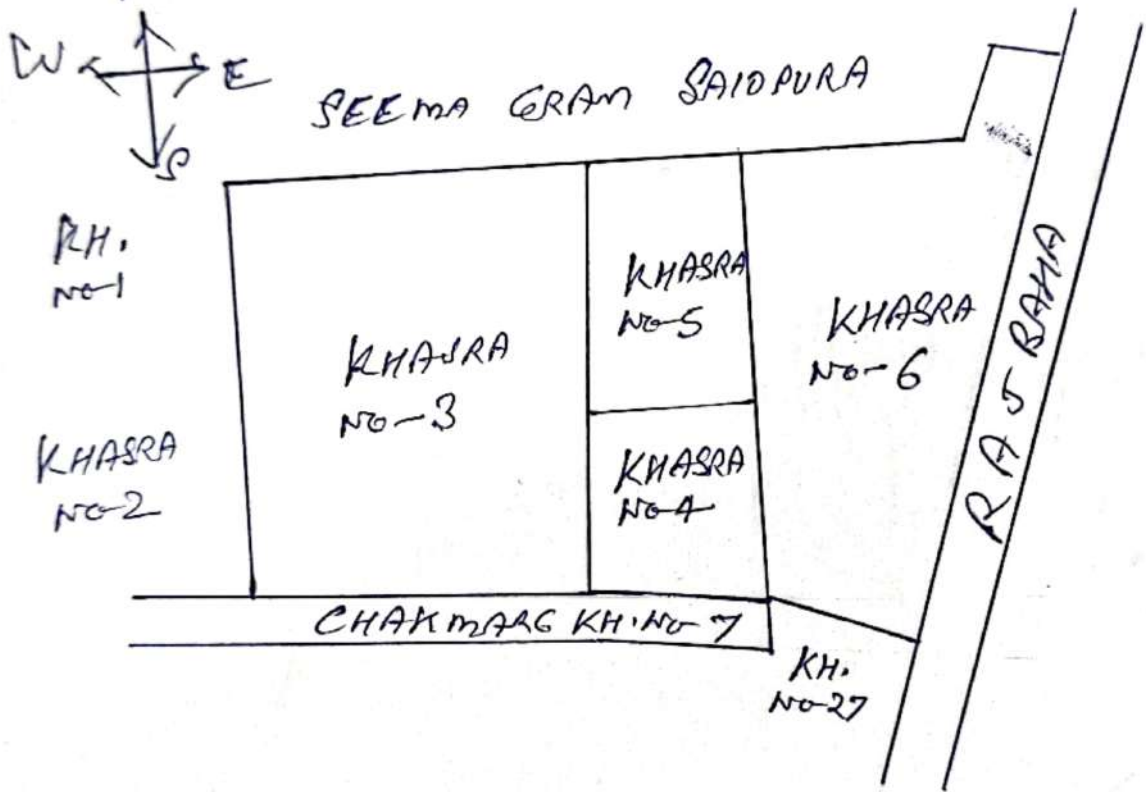 W E
S
SEEMA GRAM SAIDPURA
KH.
NO-1
KHASRA
NO-5
KHASRA
NO-6
KHASRA
NO-3
KHASRA
NO-2
KHASRA
NO-4
RAJBAHA
CHAKMARG KH.NO-7
KH.
NO-27